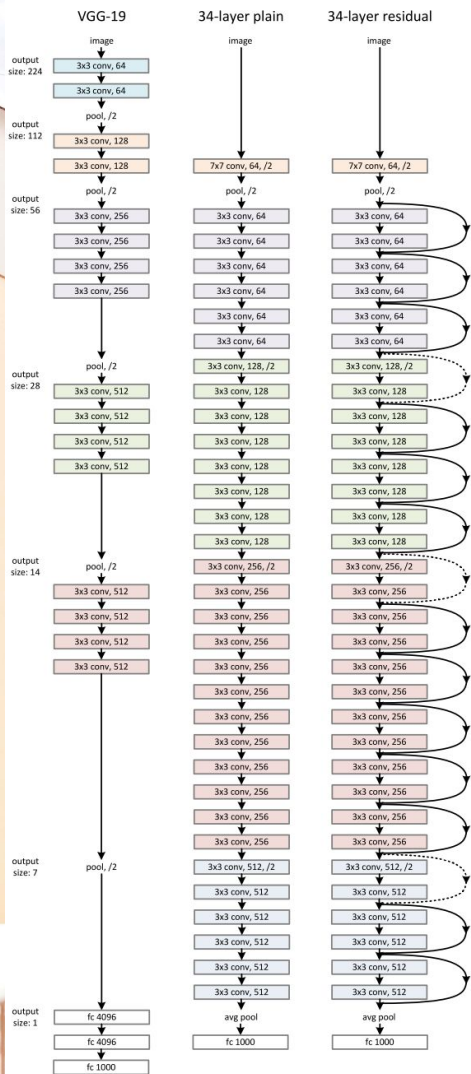 VGG-19
34-layer plain
34-layer residual
output
size: 224
image
3x3 conv, 64
3x3 conv, 64
pool, /2
output
size: 112
3x3 conv, 128
3x3 conv, 128
pool, /2
output
size: 56
3x3 conv, 256
3x3 conv, 256
3x3 conv, 256
3x3 conv, 256
pool, /2
output
size: 28
3x3 conv, 512
3x3 conv, 512
3x3 conv, 512
3x3 conv, 512
pool, /2
output
size: 14
3x3 conv, 512
3x3 conv, 512
3x3 conv, 512
3x3 conv, 512
output
size: 7
pool, /2
output
size: 1
fc 4096
fc 4096
fc 1000
image
7x7 conv, 64, /2
pool, /2
3x3 conv, 64
3x3 conv, 64
3x3 conv, 64
3x3 conv, 64
3x3 conv, 64
3x3 conv, 64
3x3 conv, 128, /2
3x3 conv, 128
3x3 conv, 128
3x3 conv, 128
3x3 conv, 128
3x3 conv, 128
3x3 conv, 128
3x3 conv, 128
3x3 conv, 256, /2
3x3 conv, 256
3x3 conv, 256
3x3 conv, 256
3x3 conv, 256
3x3 conv, 256
3x3 conv, 256
3x3 conv, 256
3x3 conv, 256
3x3 conv, 256
3x3 conv, 256
3x3 conv, 256
3x3 conv, 512, /2
3x3 conv, 512
3x3 conv, 512
3x3 conv, 512
3x3 conv, 512
3x3 conv, 512
avg pool
fc 1000
image
7x7 conv, 64, /2
pool, /2
3x3 conv, 64
3x3 conv, 64
3x3 conv, 64
3x3 conv, 64
3x3 conv, 64
3x3 conv, 64
3x3 conv, 128, /2
3x3 conv, 128
3x3 conv, 128
3x3 conv, 128
3x3 conv, 128
3x3 conv, 128
3x3 conv, 128
3x3 conv, 128
3x3 conv, 256, /2
3x3 conv, 256
3x3 conv, 256
3x3 conv, 256
3x3 conv, 256
3x3 conv, 256
3x3 conv, 256
3x3 conv, 256
3x3 conv, 256
3x3 conv, 256
3x3 conv, 256
3x3 conv, 256
3x3 conv, 512, /2
3x3 conv, 512
3x3 conv, 512
3x3 conv, 512
3x3 conv, 512
3x3 conv, 512
avg pool
fc 1000